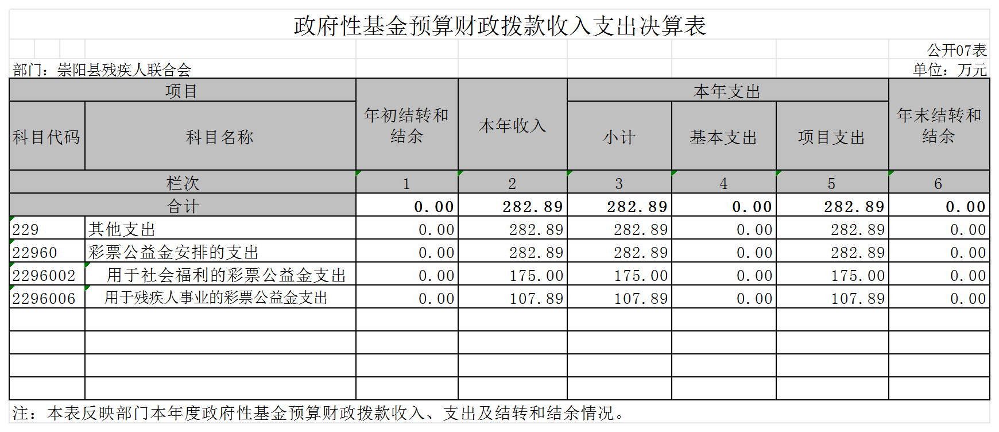 政府性基金预算财政拨款收入支出决算表
公开07表
部门：崇阳县残疾人联合会 单位：万元
项目 年初结转和结余 本年收入 本年支出 年末结转和结余
科目代码 科目名称 小计 基本支出 项目支出
栏次 1 2 3 4 5 6
合计 0.00 282.89 282.89 0.00 282.89 0.00
229 其他支出 0.00 282.89 282.89 0.00 282.89 0.00
22960 彩票公益金安排的支出 0.00 282.89 282.89 0.00 282.89 0.00
2296002 用于社会福利的彩票公益金支出 0.00 175.00 175.00 0.00 175.00 0.00
2296006 用于残疾人事业的彩票公益金支出 0.00 107.89 107.89 0.00 107.89 0.00
注：本表反映部门本年度政府性基金预算财政拨款收入、支出及结转和结余情况。